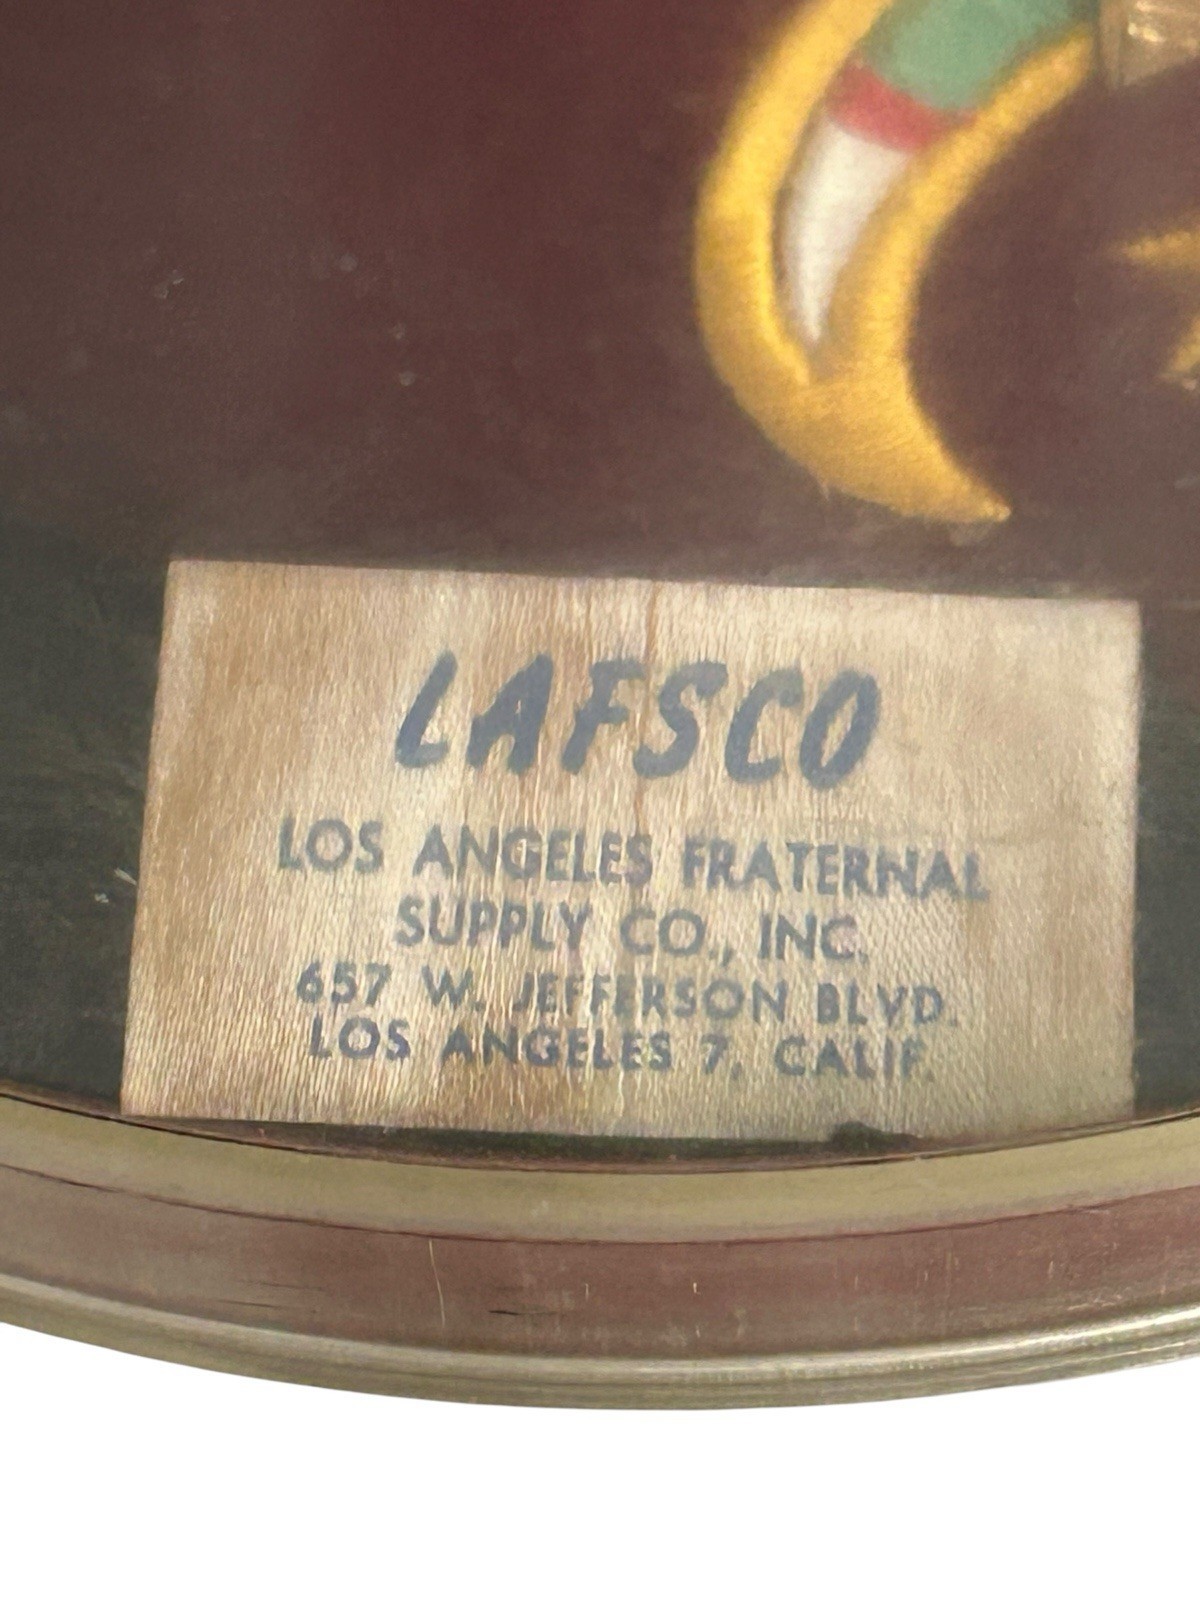 LAFSCO
LOS ANGELES FRATERNAL
SUPPLY CO., INC.
657 W. JEFFERSON BLVD.
LOS ANGELES 7, CALIF.